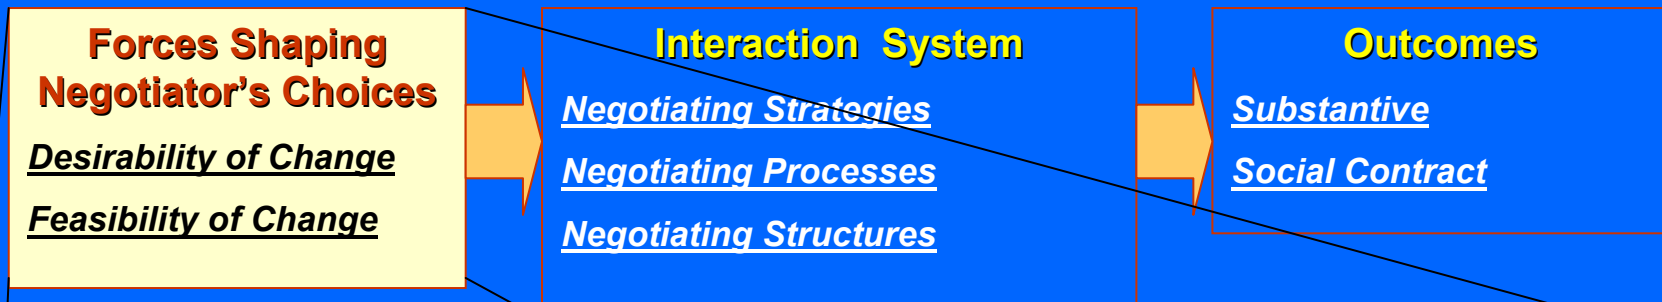 Forces Shaping
Negotiator's Choices
Desirability of Change
Feasibility of Change
Interaction System
Negotiating Strategies
Negotiating Processes
Negotiating Structures
Outcomes
Substantive
Social Contract